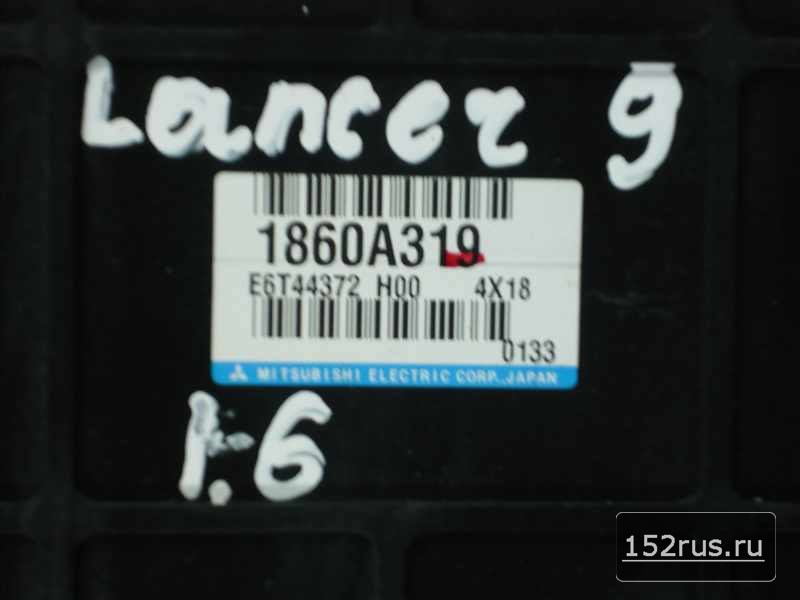 Lancer 9
1860A319
E6T44372 H00 4X18
0133
MITSUBISHI ELECTRIC CORP., JAPAN
1.6
152rus.ru